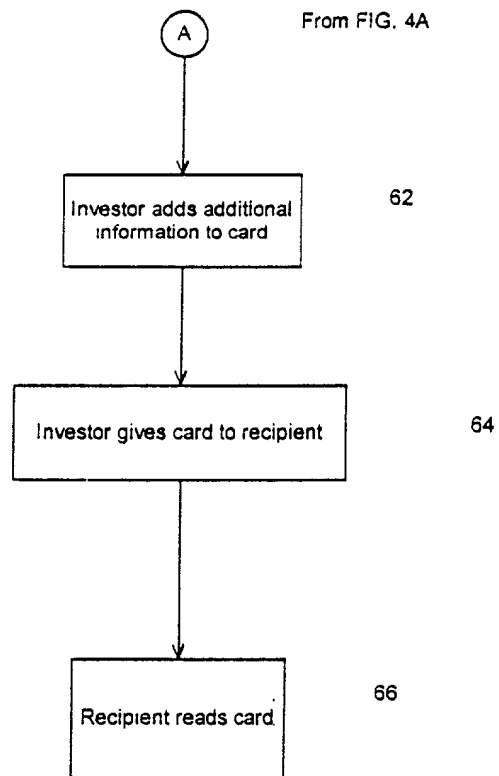 A
From FIG. 4A
Investor adds additional
information to card
62
Investor gives card to recipient
64
Recipient reads card
66